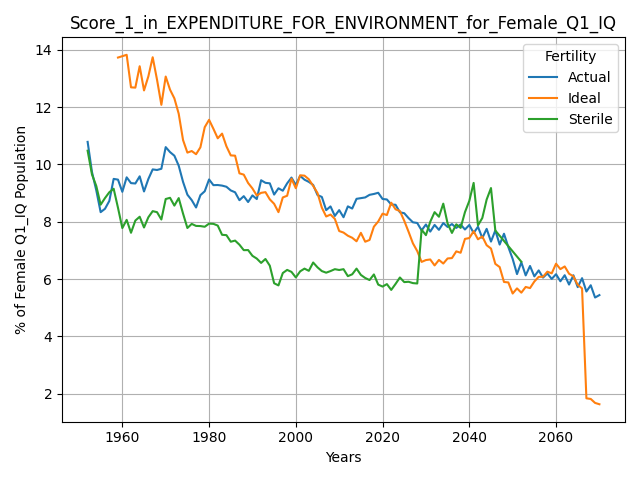 Score_1_in_EXPENDITURE_FOR_ENVIRONMENT_for_Female_Q1_IQ
% of Female Q1_IQ Population
14
12
10
8
6
4
2
Fertility
Actual
Ideal
Sterile
1960 1980 2000 2020 2040 2060
Years